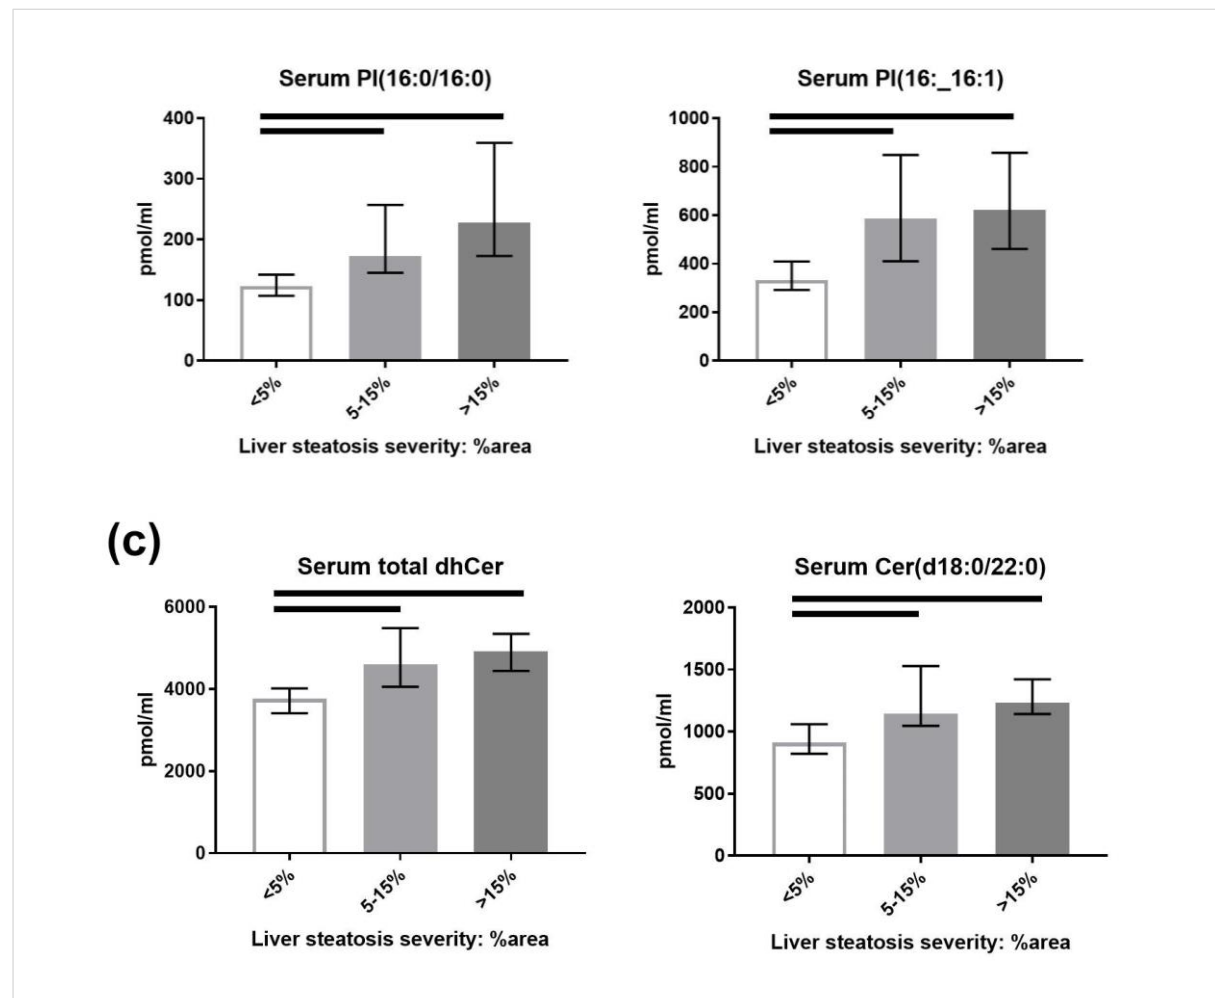 Serum PI(16:0/16:0)
400
300
200
100
0
pmol/ml
<5%
5-15%
>15%
Liver steatosis severity: %area
Serum PI(16:_16:1)
1000
800
600
400
200
0
pmol/ml
<5%
5-15%
>15%
Liver steatosis severity: %area
(c)
Serum total dhCer
6000
4000
2000
0
pmol/ml
<5%
5-15%
>15%
Liver steatosis severity: %area
Serum Cer(d18:0/22:0)
2000
1500
1000
500
0
pmol/ml
<5%
5-15%
>15%
Liver steatosis severity: %area